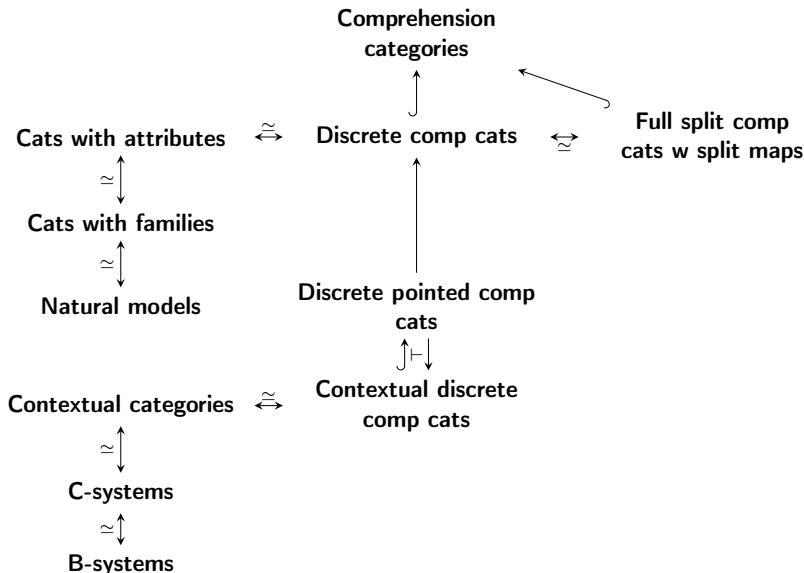 Comprehension
categories
Cats with attributes
≃
Discrete comp cats
≃
Full split comp
cats w split maps
≃
Cats with families
≃
Natural models
Discrete pointed comp
cats
⊢
Contextual categories
≃
Contextual discrete
comp cats
≃
C-systems
≃
B-systems